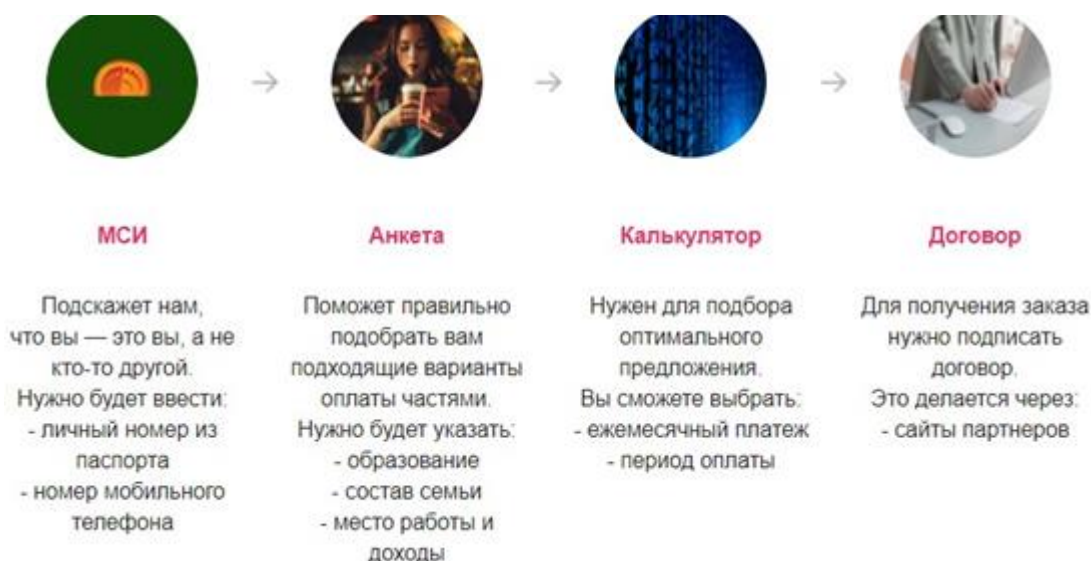 МСИ
Подскажет нам,
что вы — это вы, а не
кто-то другой.
Нужно будет ввести:
- личный номер из
паспорта
- номер мобильного
телефона
Анкета
Поможет правильно
подобрать вам
подходящие варианты
оплаты частями.
Нужно будет указать:
- образование
- состав семьи
- место работы и
доходы
Калькулятор
Нужен для подбора
оптимального
предложения.
Вы сможете выбрать:
- ежемесячный платеж
- период оплаты
Договор
Для получения заказа
нужно подписать
договор.
Это делается через:
- сайты партнеров